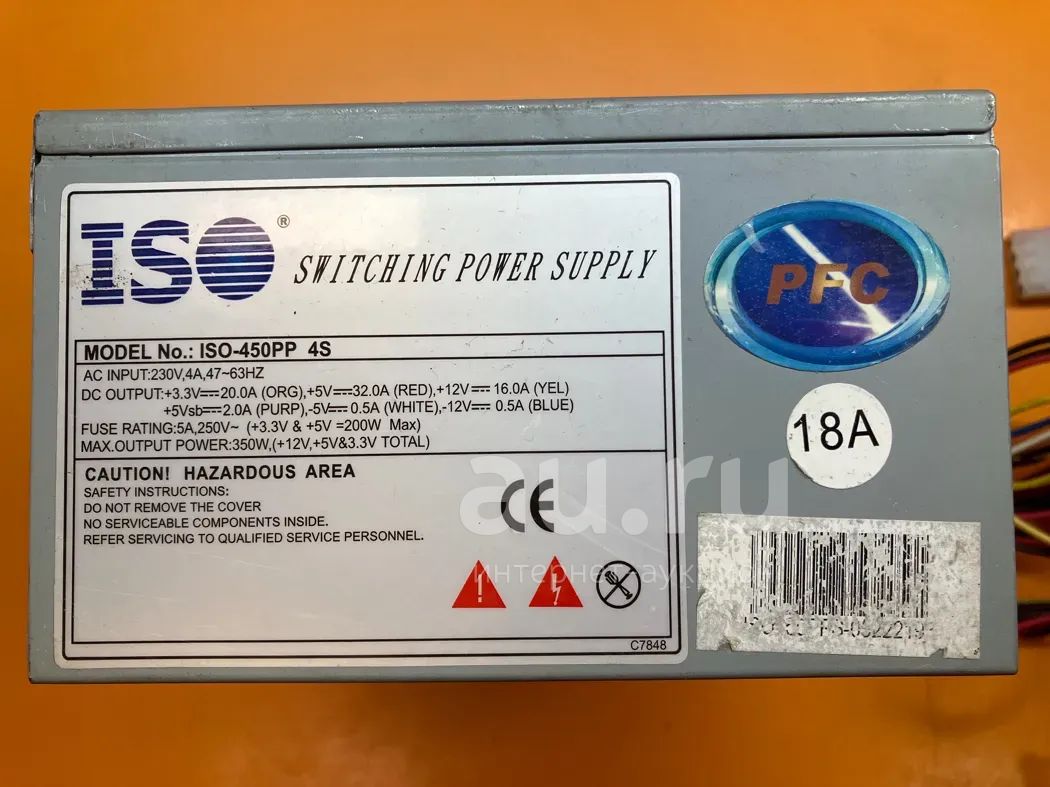 ISO®
SWITCHING POWER SUPPLY
MODEL No.: ISO-450PP 4S
AC INPUT:230V,4A,47~63HZ
DC OUTPUT:+3.3V⎓20.0A (ORG),+5V⎓32.0A (RED),+12V⎓16.0A (YEL)
+5Vsb⎓2.0A (PURP),-5V⎓0.5A (WHITE),-12V⎓0.5A (BLUE)
FUSE RATING:5A,250V~ (+3.3V & +5V =200W Max)
MAX.OUTPUT POWER:350W,(+12V,+5V&3.3V TOTAL)
CAUTION! HAZARDOUS AREA
SAFETY INSTRUCTIONS:
DO NOT REMOVE THE COVER
NO SERVICEABLE COMPONENTS INSIDE.
REFER SERVICING TO QUALIFIED SERVICE PERSONNEL.
CE
C7848
PFC
18A
au.ru